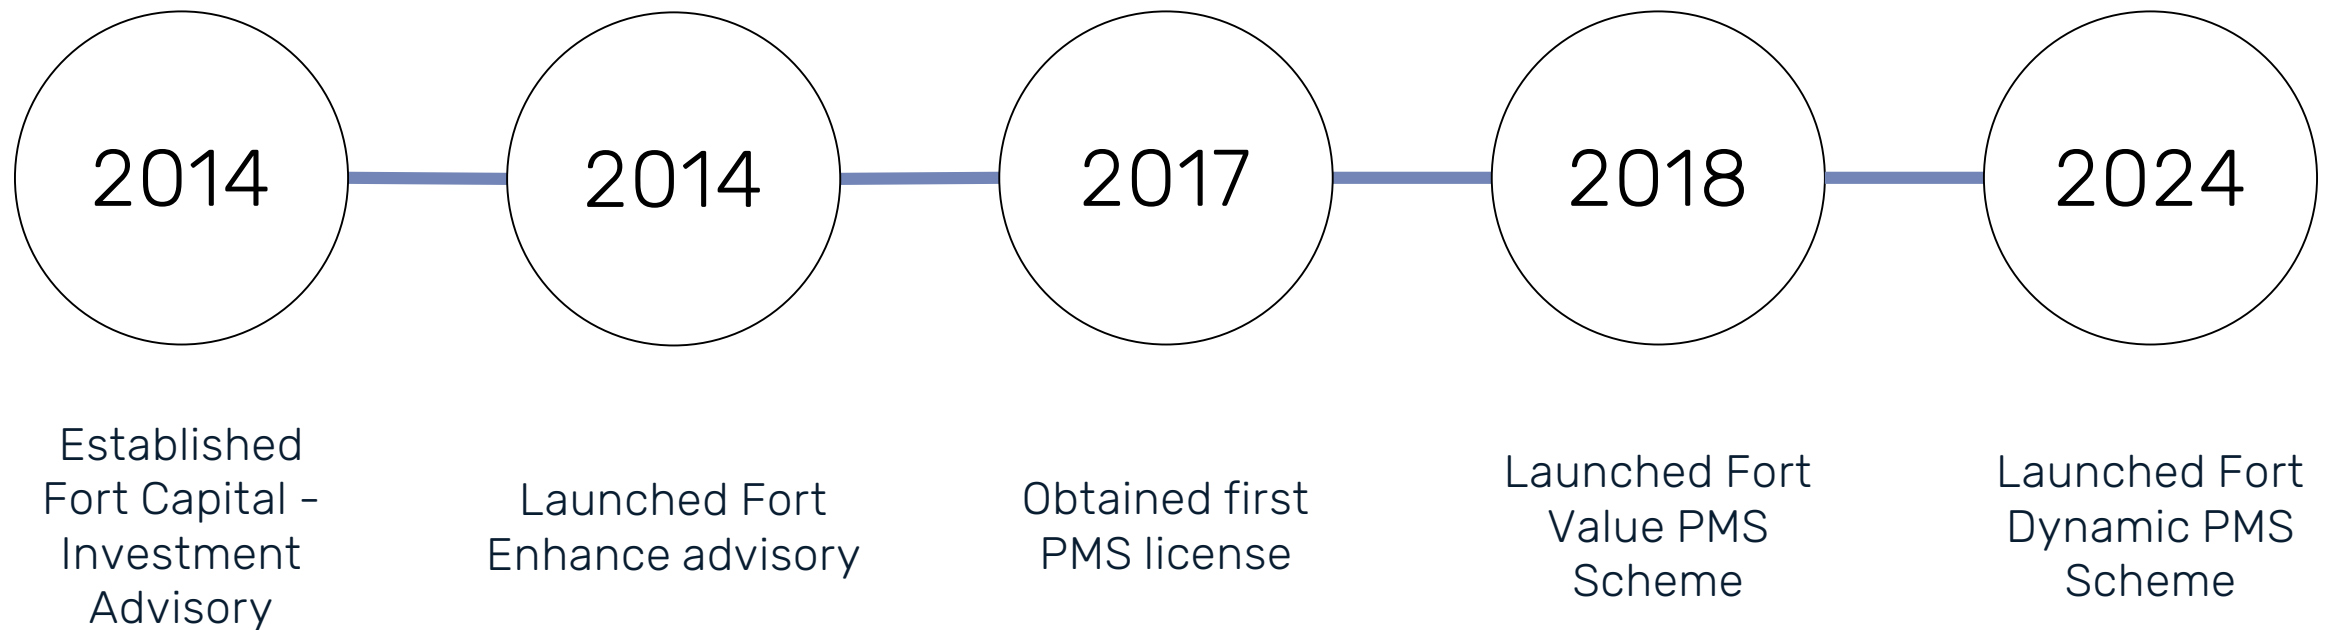 2014
2014
2017
2018
2024
Established
Fort Capital -
Investment
Advisory
Launched Fort
Enhance advisory
Obtained first
PMS license
Launched Fort
Value PMS
Scheme
Launched Fort
Dynamic PMS
Scheme